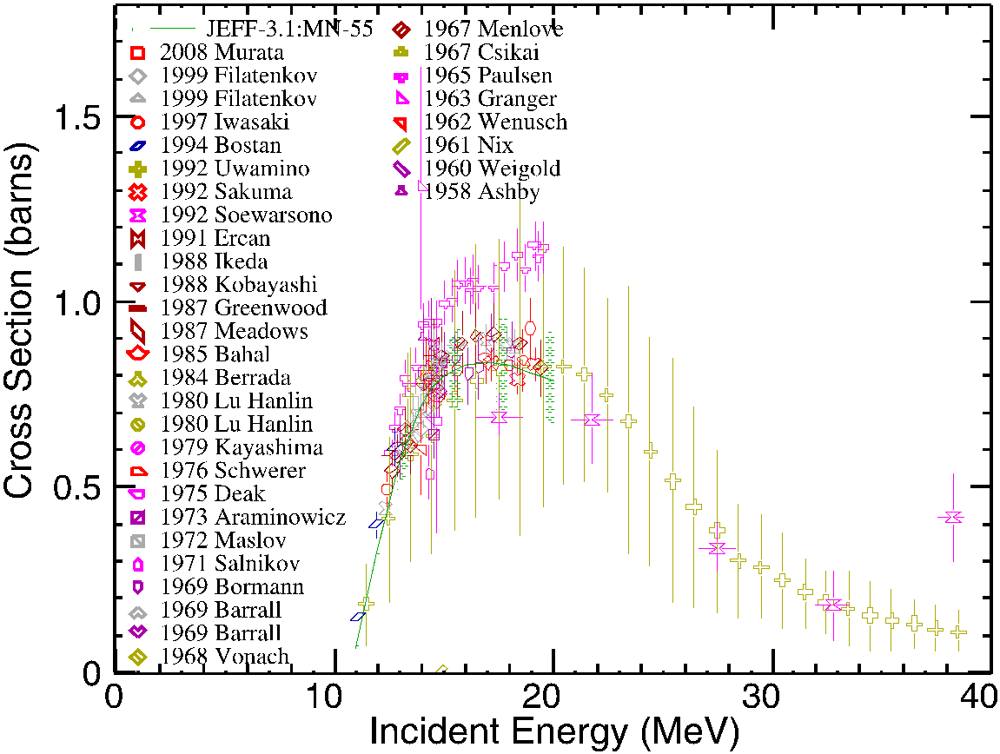 JEFF-3.1:MN-55
2008 Murata
1999 Filatenkov
1999 Filatenkov
1997 Iwasaki
1994 Bostan
1992 Uwamino
1992 Sakuma
1992 Soewarsono
1991 Ercan
1988 Ikeda
1988 Kobayashi
1987 Greenwood
1987 Meadows
1985 Bahal
1984 Berrada
1980 Lu Hanlin
1980 Lu Hanlin
1979 Kayashima
1976 Schwerer
1975 Deak
1973 Araminowicz
1972 Maslov
1971 Salnikov
1969 Bormann
1969 Barrall
1969 Barrall
1968 Vonach
1967 Menlove
1967 Csikai
1965 Paulsen
1963 Granger
1962 Wenusch
1961 Nix
1960 Weigold
1958 Ashby
Cross Section (barns)
1.5
1.0
0.5
0
0 10 20 30 40
Incident Energy (MeV)